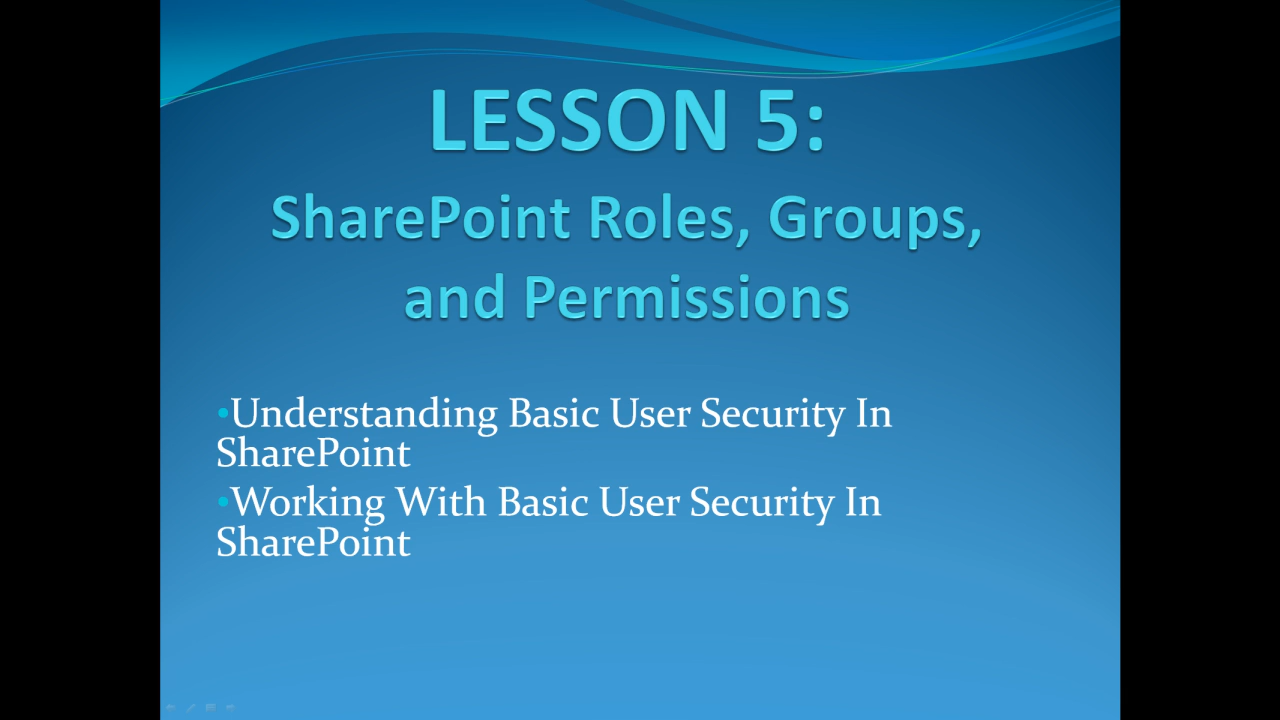 LESSON 5:
SharePoint Roles, Groups,
and Permissions
•Understanding Basic User Security In
SharePoint
•Working With Basic User Security In
SharePoint